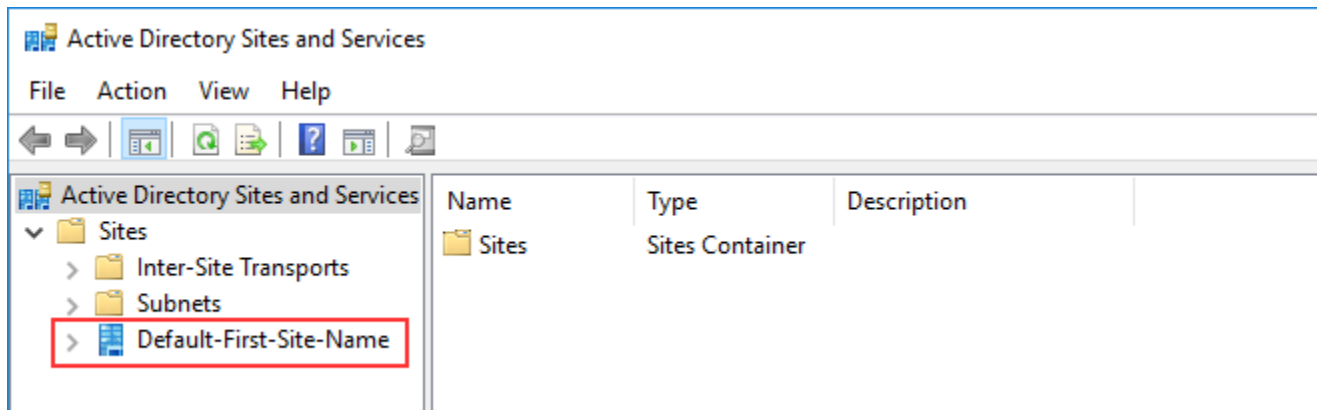 Active Directory Sites and Services
File Action View Help
Active Directory Sites and Services
Name Type Description
Sites
Sites Sites Container
Inter-Site Transports
Subnets
Default-First-Site-Name